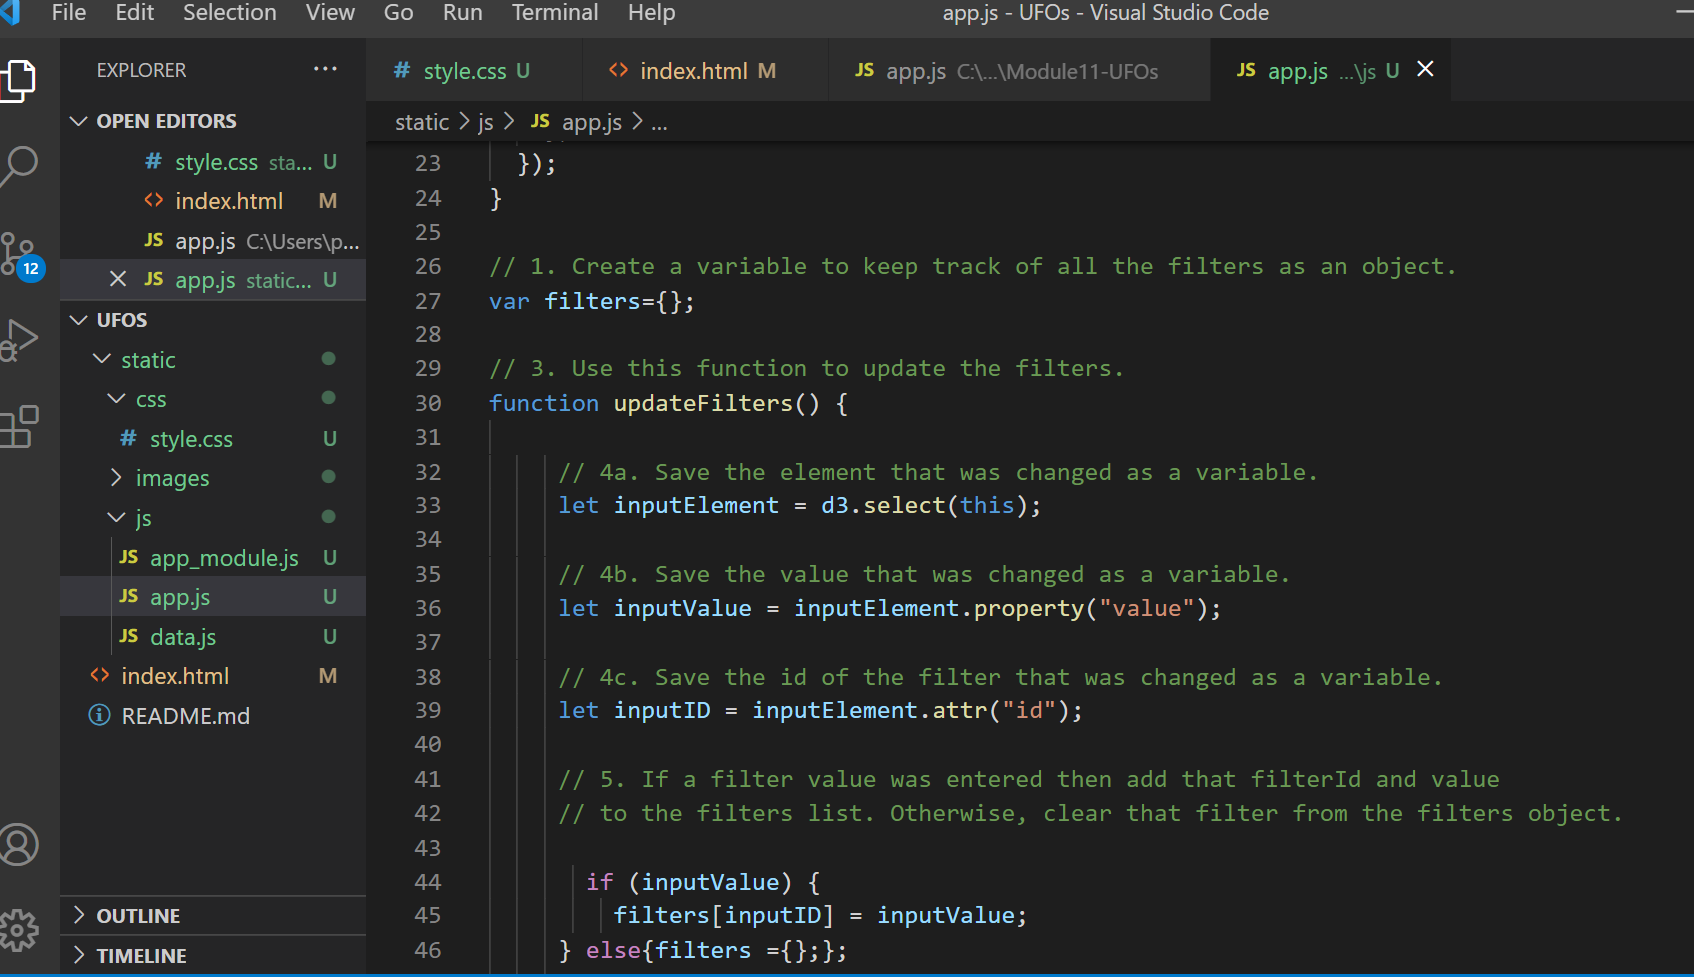 File Edit Selection View Go Run Terminal Help app.js - UFOs - Visual Studio Code
EXPLORER ...
OPEN EDITORS
# style.css sta... U
<> index.html M
JS app.js C:\Users\p...
JS app.js static... U
UFOS
static
css
# style.css U
images
js
JS app_module.js U
JS app.js U
JS data.js U
<> index.html M
README.md
OUTLINE
TIMELINE
12
# style.css U <> index.html M JS app.js C:\...\Module11-UFOs JS app.js ...\js U
static > js > JS app.js > ...
23 });
24 }
25
26 // 1. Create a variable to keep track of all the filters as an object.
27 var filters={};
28
29 // 3. Use this function to update the filters.
30 function updateFilters() {
31
32 // 4a. Save the element that was changed as a variable.
33 let inputElement = d3.select(this);
34
35 // 4b. Save the value that was changed as a variable.
36 let inputValue = inputElement.property("value");
37
38 // 4c. Save the id of the filter that was changed as a variable.
39 let inputID = inputElement.attr("id");
40
41 // 5. If a filter value was entered then add that filterId and value
42 // to the filters list. Otherwise, clear that filter from the filters object.
43
44 if (inputValue) {
45 filters[inputID] = inputValue;
46 } else{filters ={};};